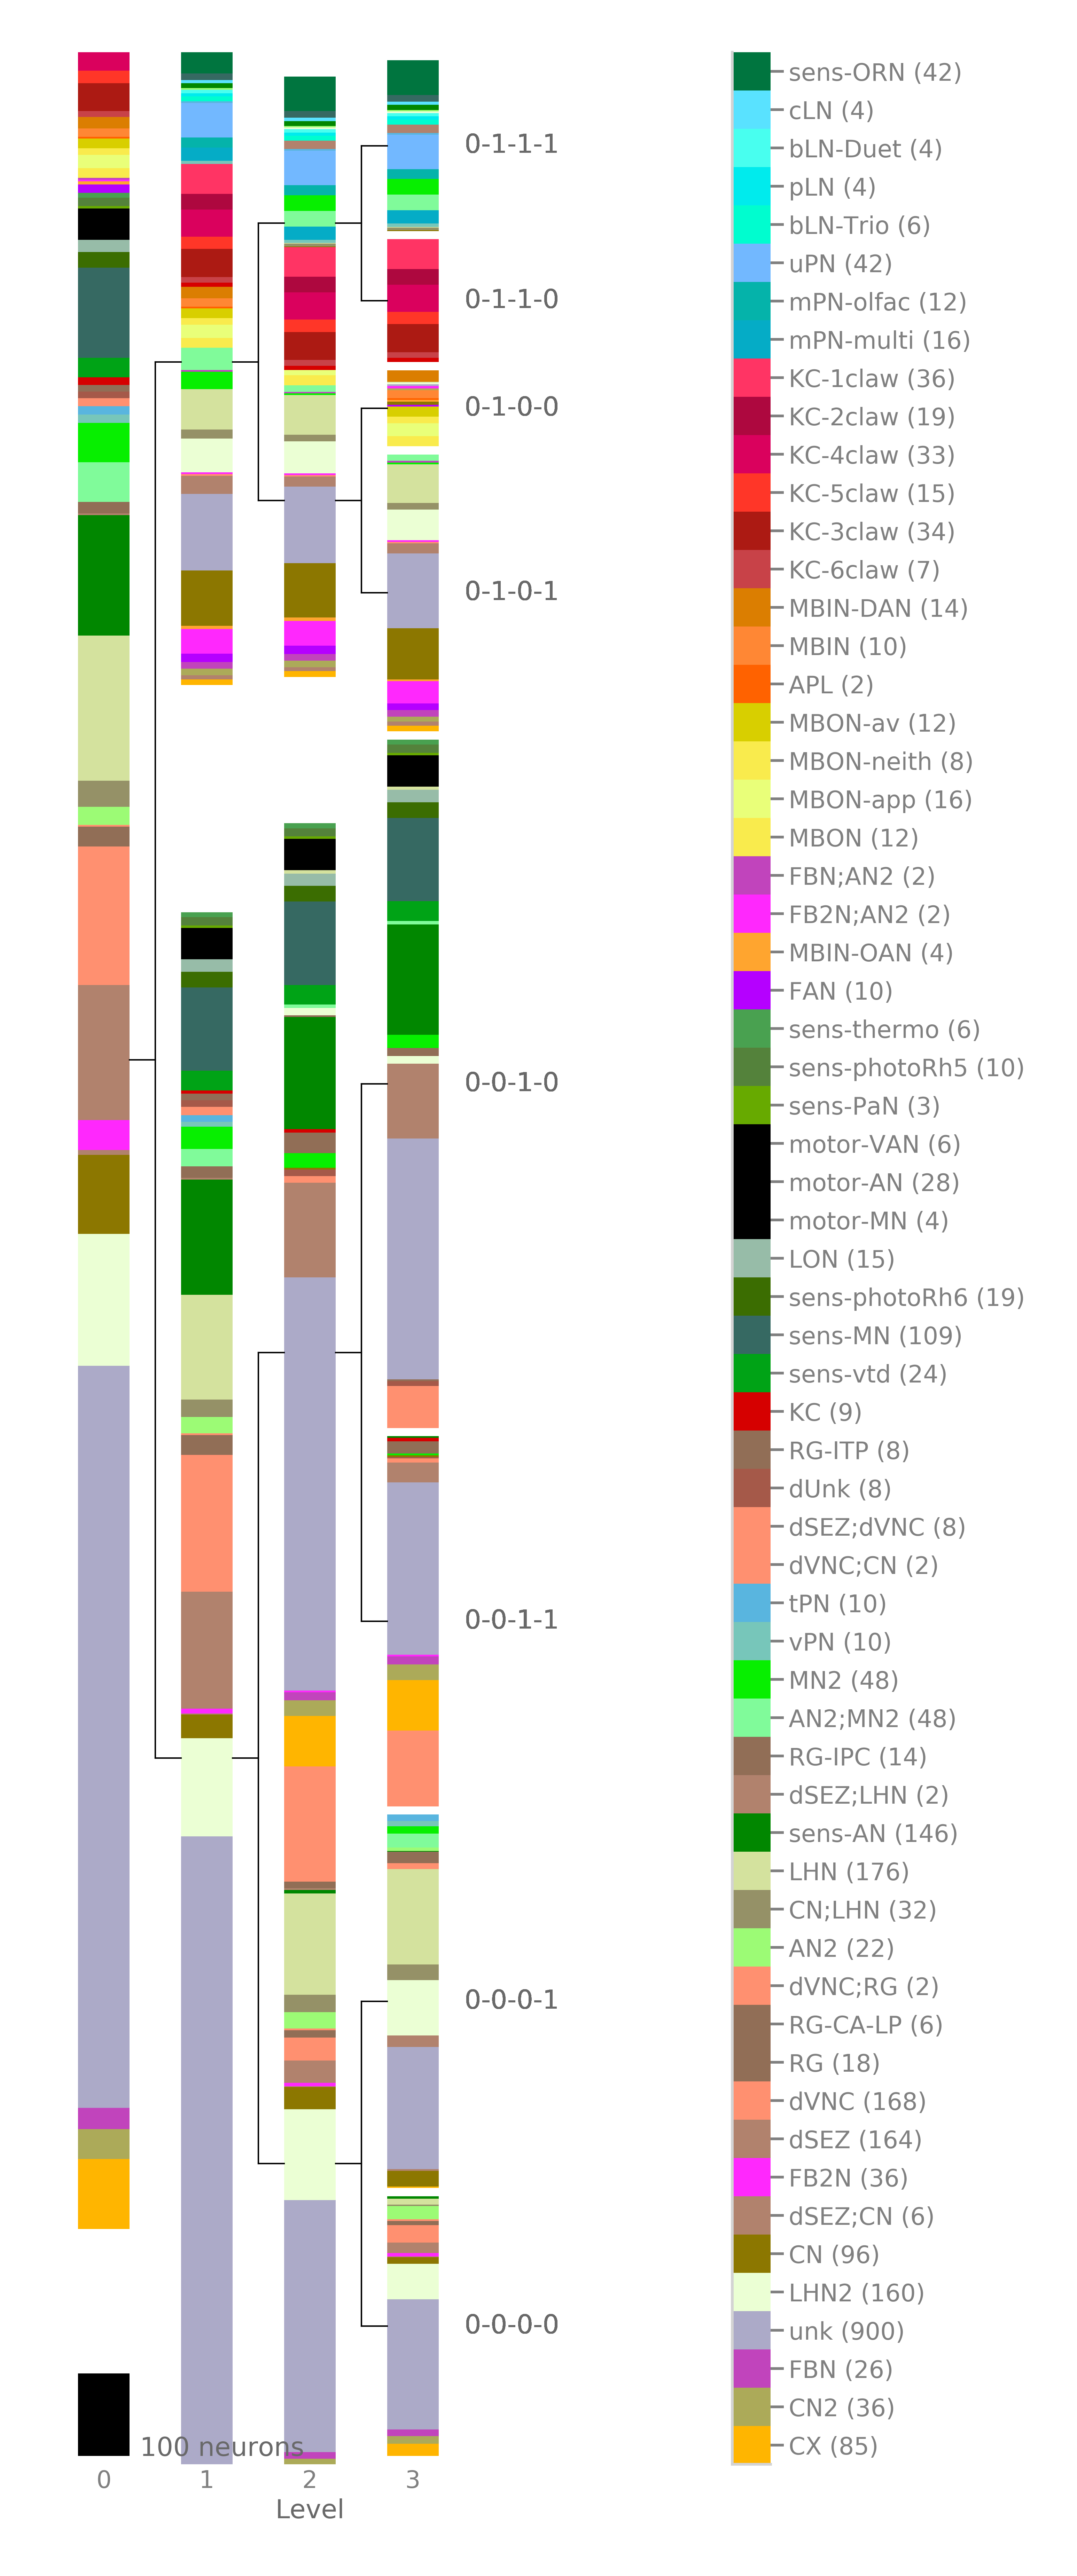 0-1-1-1
0-1-1-0
0-1-0-0
0-1-0-1
0-0-1-0
0-0-1-1
0-0-0-1
0-0-0-0
100 neurons
0 1 2 3
Level
sens-ORN (42)
cLN (4)
bLN-Duet (4)
pLN (4)
bLN-Trio (6)
uPN (42)
mPN-olfac (12)
mPN-multi (16)
KC-1claw (36)
KC-2claw (19)
KC-4claw (33)
KC-5claw (15)
KC-3claw (34)
KC-6claw (7)
MBIN-DAN (14)
MBIN (10)
APL (2)
MBON-av (12)
MBON-neith (8)
MBON-app (16)
MBON (12)
FBN;AN2 (2)
FB2N;AN2 (2)
MBIN-OAN (4)
FAN (10)
sens-thermo (6)
sens-photoRh5 (10)
sens-PaN (3)
motor-VAN (6)
motor-AN (28)
motor-MN (4)
LON (15)
sens-photoRh6 (19)
sens-MN (109)
sens-vtd (24)
KC (9)
RG-ITP (8)
dUnk (8)
dSEZ;dVNC (8)
dVNC;CN (2)
tPN (10)
vPN (10)
MN2 (48)
AN2;MN2 (48)
RG-IPC (14)
dSEZ;LHN (2)
sens-AN (146)
LHN (176)
CN;LHN (32)
AN2 (22)
dVNC;RG (2)
RG-CA-LP (6)
RG (18)
dVNC (168)
dSEZ (164)
FB2N (36)
dSEZ;CN (6)
CN (96)
LHN2 (160)
unk (900)
FBN (26)
CN2 (36)
CX (85)